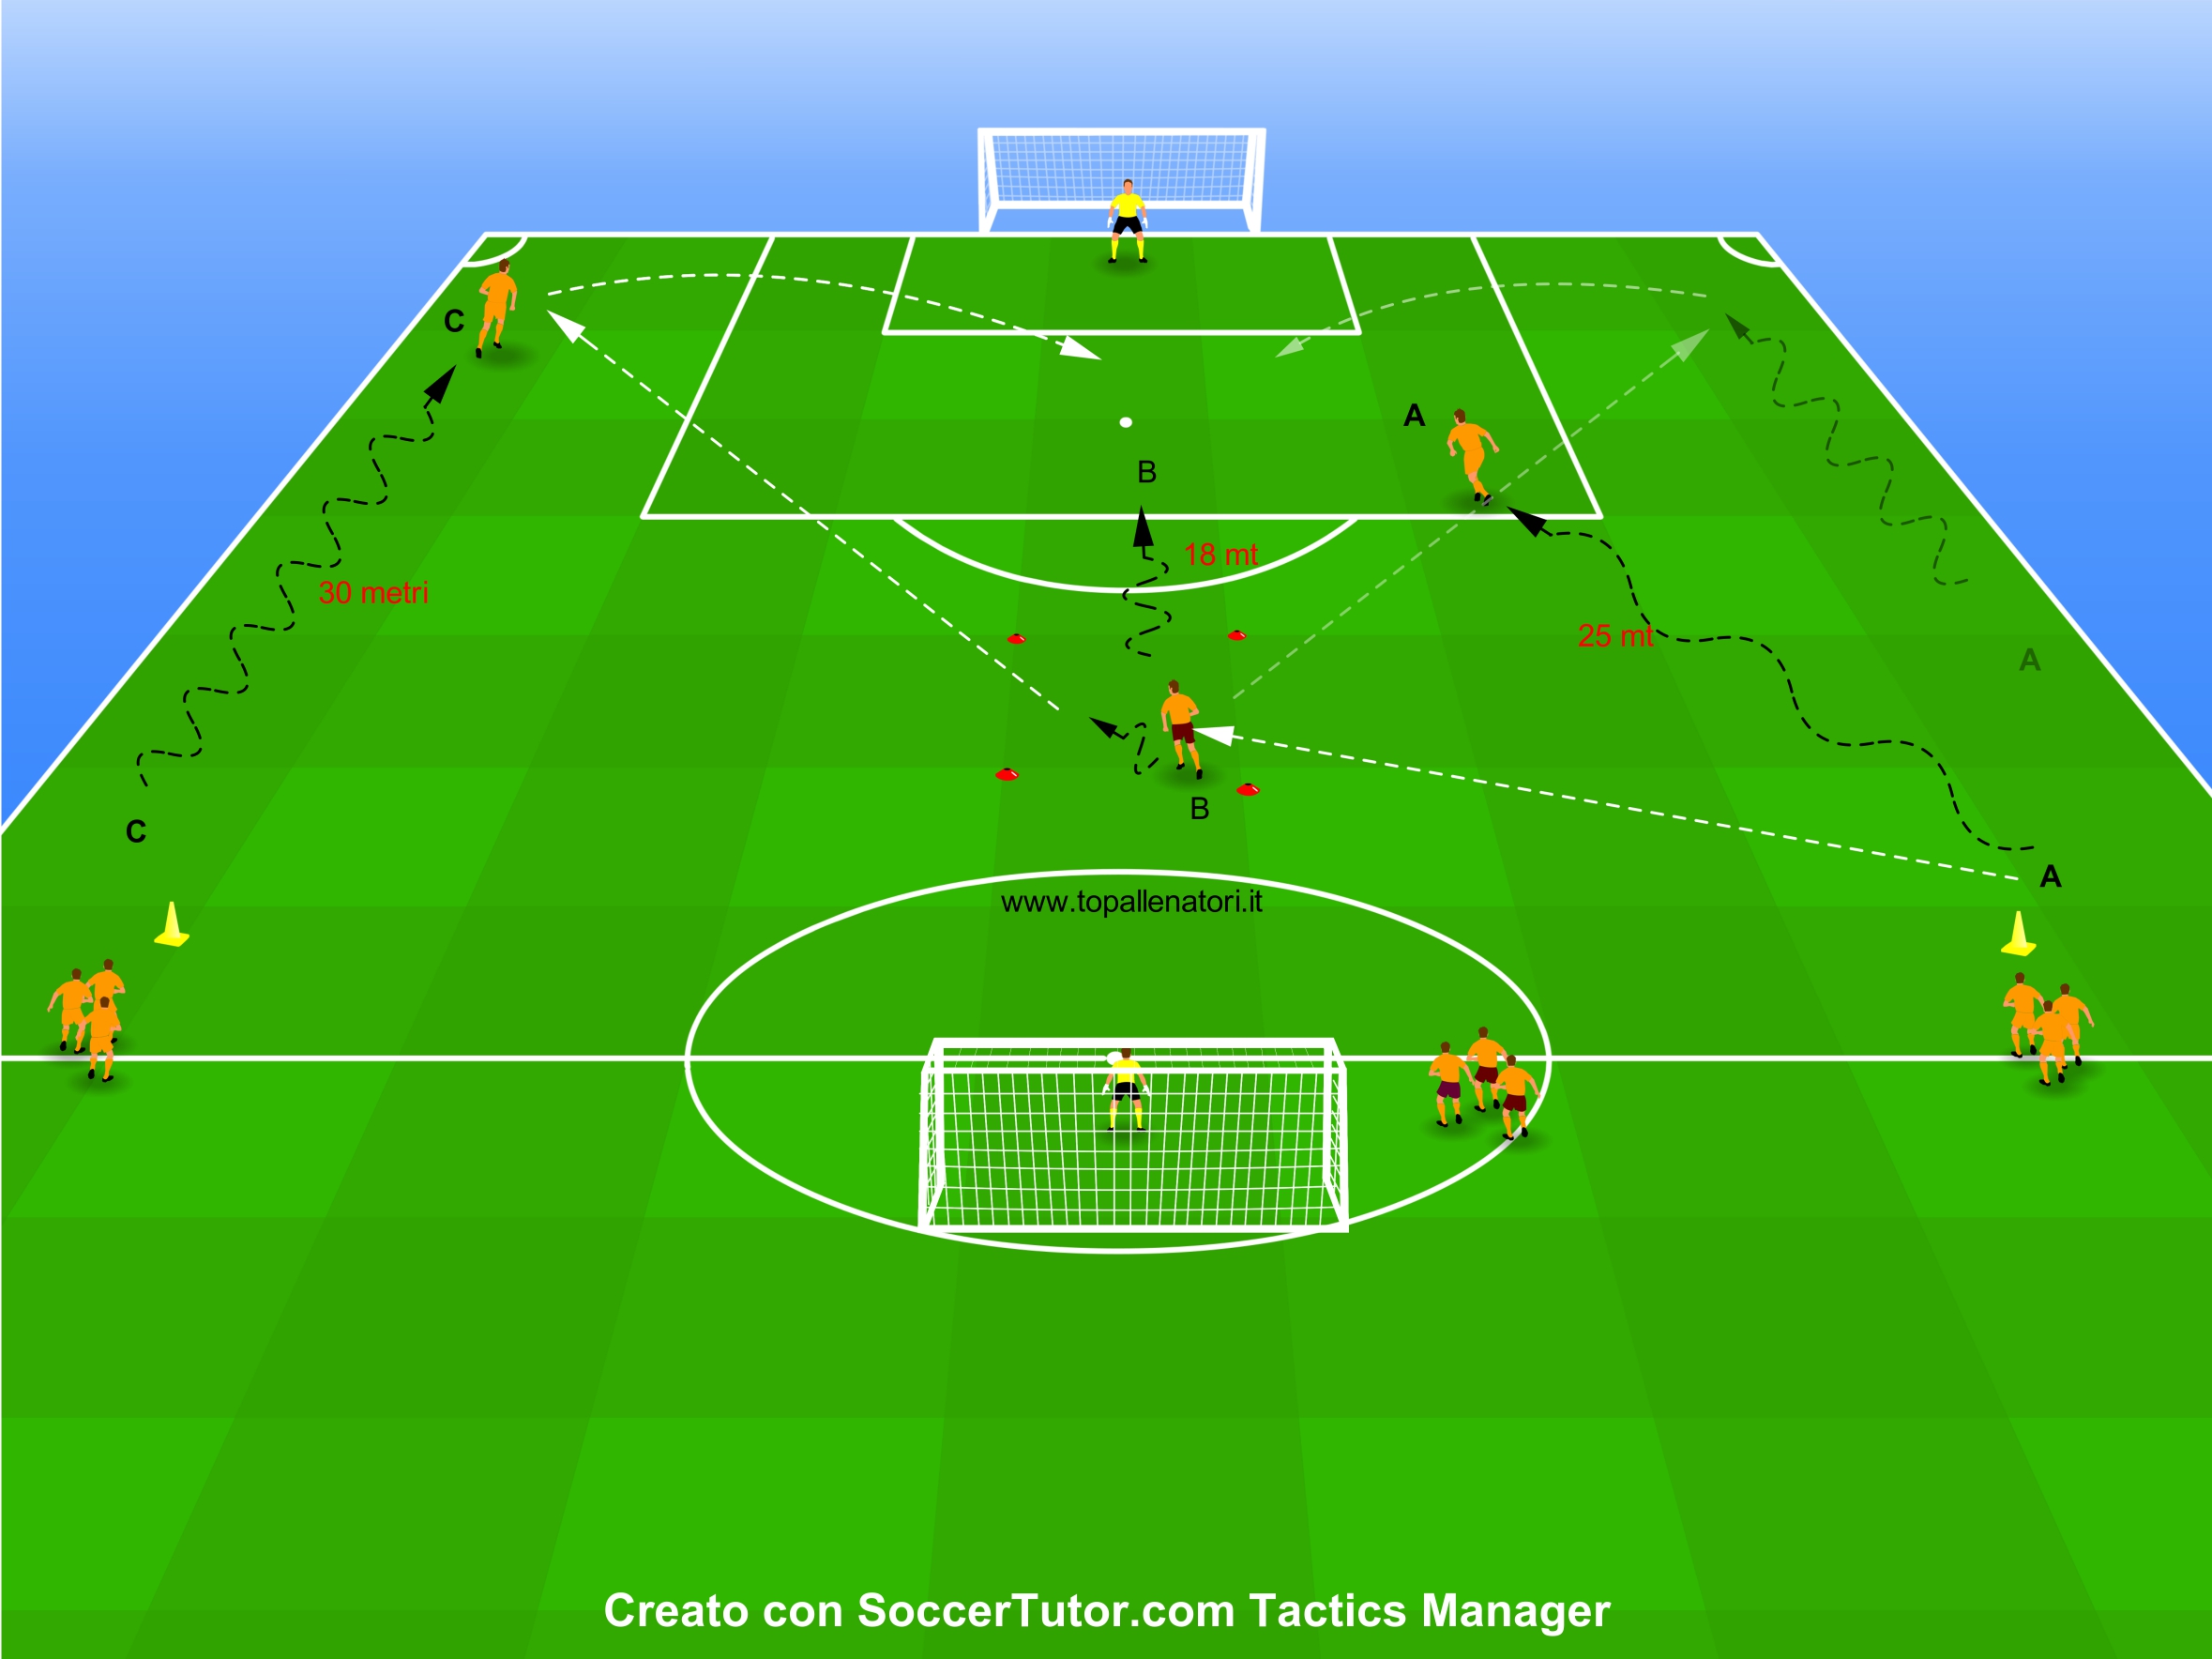 C
A
B
18 mt
30 metri
25 mt
A
B
C
A
www.topallenatori.it
Creato con SoccerTutor.com Tactics Manager